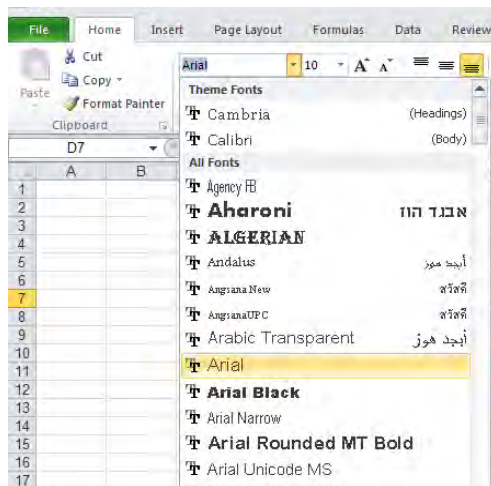 File Home Insert Page Layout Formulas Data Review
Cut
Copy
Paste
Format Painter
Clipboard
Arial 10 A A
D7
A B
1
2
3
4
5
6
7
8
9
10
11
12
13
14
15
16
17
Theme Fonts
Cambria (Headings)
Calibri (Body)
All Fonts
Agency FB
Aharoni אבגד הוז
ALGERIAN
Andalus أبجد هوز
Angsana New สวัสดี
AngsanaUPC สวัสดี
Arabic Transparent أبجد هوز
Arial
Arial Black
Arial Narrow
Arial Rounded MT Bold
Arial Unicode MS